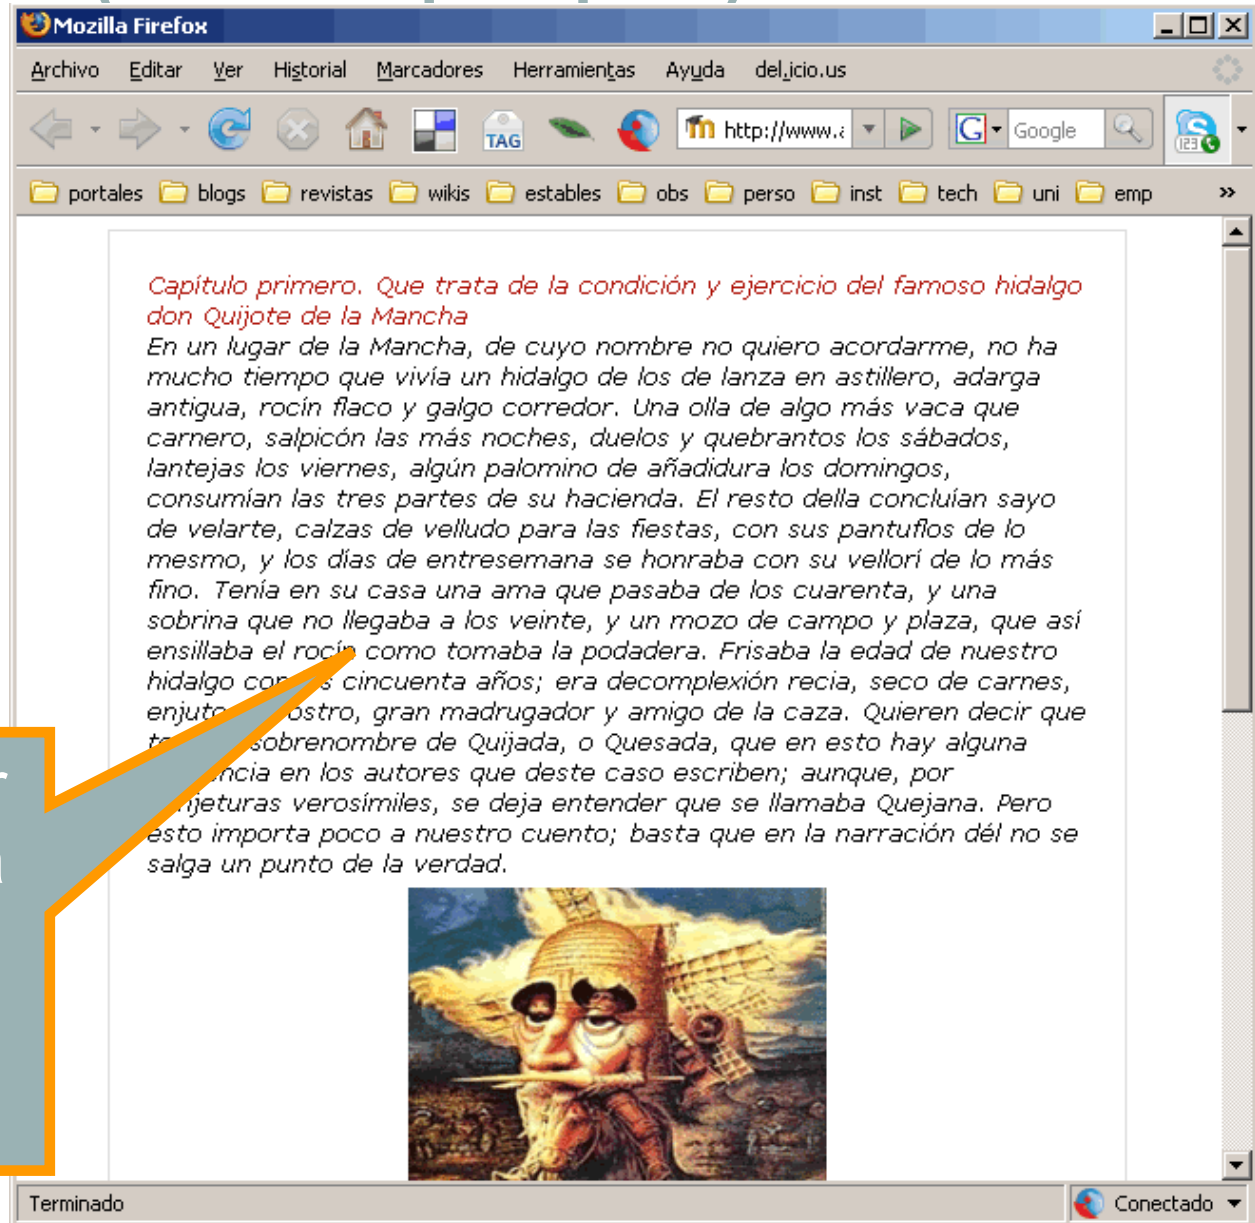 Mozilla Firefox
Archivo Editar Ver Historial Marcadores Herramientas Ayuda del.icio.us
TAG http://www.a Google 123
portales blogs revistas wikis estables obs perso inst tech uni emp »
Capítulo primero. Que trata de la condición y ejercicio del famoso hidalgo
don Quijote de la Mancha
En un lugar de la Mancha, de cuyo nombre no quiero acordarme, no ha
mucho tiempo que vivía un hidalgo de los de lanza en astillero, adarga
antigua, rocín flaco y galgo corredor. Una olla de algo más vaca que
carnero, salpicón las más noches, duelos y quebrantos los sábados,
lantejas los viernes, algún palomino de añadidura los domingos,
consumían las tres partes de su hacienda. El resto della concluían sayo
de velarte, calzas de velludo para las fiestas, con sus pantuflos de lo
mesmo, y los días de entresemana se honraba con su vellorí de lo más
fino. Tenía en su casa una ama que pasaba de los cuarenta, y una
sobrina que no llegaba a los veinte, y un mozo de campo y plaza, que así
ensillaba el rocín como tomaba la podadera. Frisaba la edad de nuestro
hidalgo cincuenta años; era decomplexión recia, seco de carnes,
enjuto rostro, gran madrugador y amigo de la caza. Quieren decir que
sobrenombre de Quijada, o Quesada, que en esto hay alguna
en los autores que deste caso escriben; aunque, por
conjeturas verosímiles, se deja entender que se llamaba Quejana. Pero
esto importa poco a nuestro cuento; basta que en la narración dél no se
salga un punto de la verdad.
Terminado Conectado